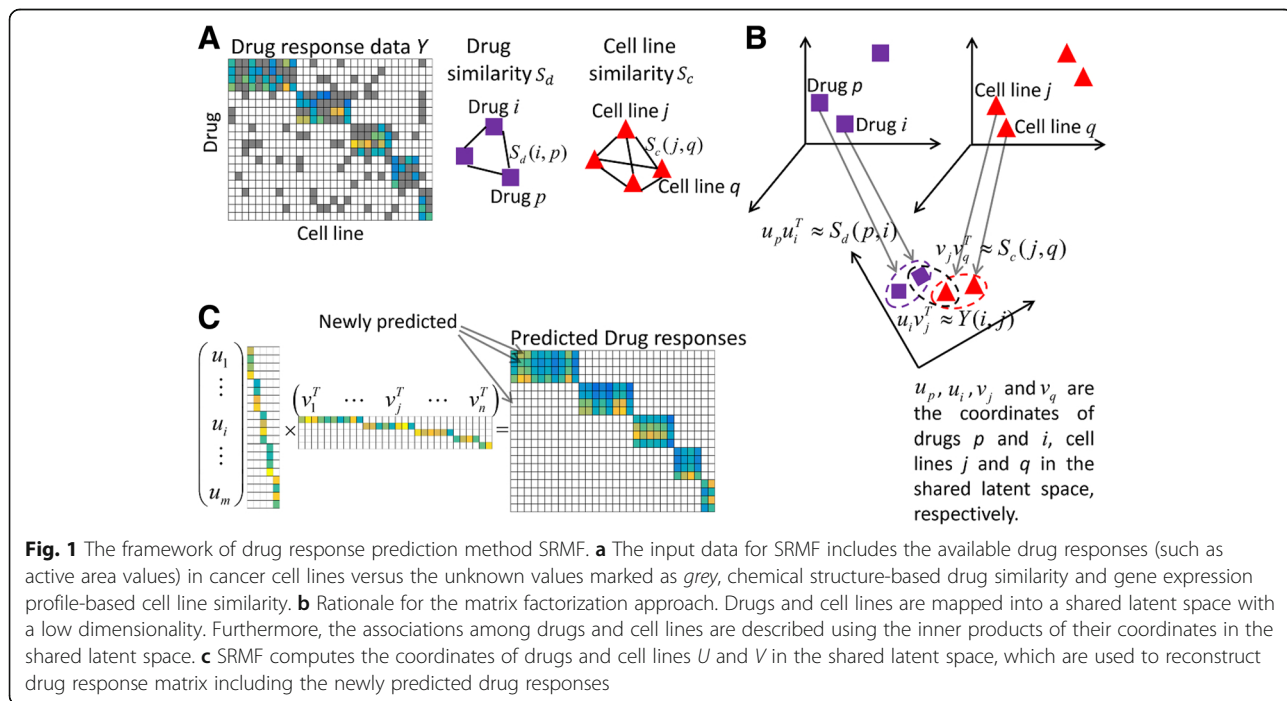 A
Drug response data Y
Drug
Cell line
Drug
similarity S_d
Drug i
S_d(i, p)
Drug p
Cell line
similarity S_c
Cell line j
S_c(j, q)
Cell line q
B
Drug p
Drug i
Cell line j
Cell line q
u_p u_i^T ≈ S_d(p, i)
v_j v_q^T ≈ S_c(j, q)
u_i v_j^T ≈ Y(i, j)
u_p, u_i, v_j and v_q are
the coordinates of
drugs p and i, cell
lines j and q in the
shared latent space,
respectively.
C
Newly predicted
Predicted Drug responses
u_1
⋮
u_i
⋮
u_m
×
(v_1^T ⋯ v_j^T ⋯ v_n^T)
=
Fig. 1 The framework of drug response prediction method SRMF. a The input data for SRMF includes the available drug responses (such as
active area values) in cancer cell lines versus the unknown values marked as grey, chemical structure-based drug similarity and gene expression
profile-based cell line similarity. b Rationale for the matrix factorization approach. Drugs and cell lines are mapped into a shared latent space with
a low dimensionality. Furthermore, the associations among drugs and cell lines are described using the inner products of their coordinates in the
shared latent space. c SRMF computes the coordinates of drugs and cell lines U and V in the shared latent space, which are used to reconstruct
drug response matrix including the newly predicted drug responses